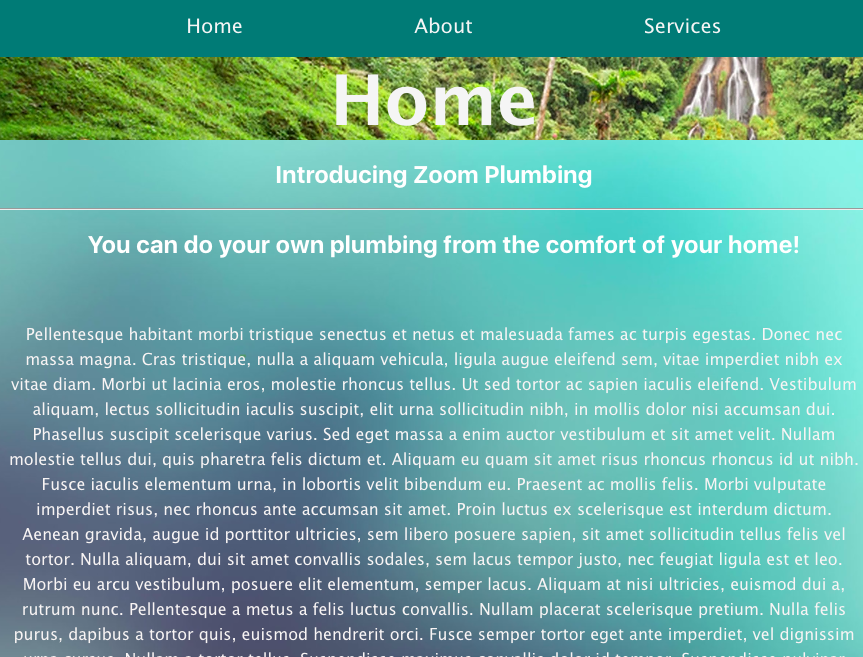 Home About Services
Home
Introducing Zoom Plumbing
You can do your own plumbing from the comfort of your home!
Pellentesque habitant morbi tristique senectus et netus et malesuada fames ac turpis egestas. Donec nec
massa magna. Cras tristique, nulla a aliquam vehicula, ligula augue eleifend sem, vitae imperdiet nibh ex
vitae diam. Morbi ut lacinia eros, molestie rhoncus tellus. Ut sed tortor ac sapien iaculis eleifend. Vestibulum
aliquam, lectus sollicitudin iaculis suscipit, elit urna sollicitudin nibh, in mollis dolor nisi accumsan dui.
Phasellus suscipit scelerisque varius. Sed eget massa a enim auctor vestibulum et sit amet velit. Nullam
molestie tellus dui, quis pharetra felis dictum et. Aliquam eu quam sit amet risus rhoncus rhoncus id ut nibh.
Fusce iaculis elementum urna, in lobortis velit bibendum eu. Praesent ac mollis felis. Morbi vulputate
imperdiet risus, nec rhoncus ante accumsan sit amet. Proin luctus ex scelerisque est interdum dictum.
Aenean gravida, augue id porttitor ultricies, sem libero posuere sapien, sit amet sollicitudin tellus felis vel
tortor. Nulla aliquam, dui sit amet convallis sodales, sem lacus tempor justo, nec feugiat ligula est et leo.
Morbi eu arcu vestibulum, posuere elit elementum, semper lacus. Aliquam at nisi ultricies, euismod dui a,
rutrum nunc. Pellentesque a metus a felis luctus convallis. Nullam placerat scelerisque pretium. Nulla felis
purus, dapibus a tortor quis, euismod hendrerit orci. Fusce semper tortor eget ante imperdiet, vel dignissim